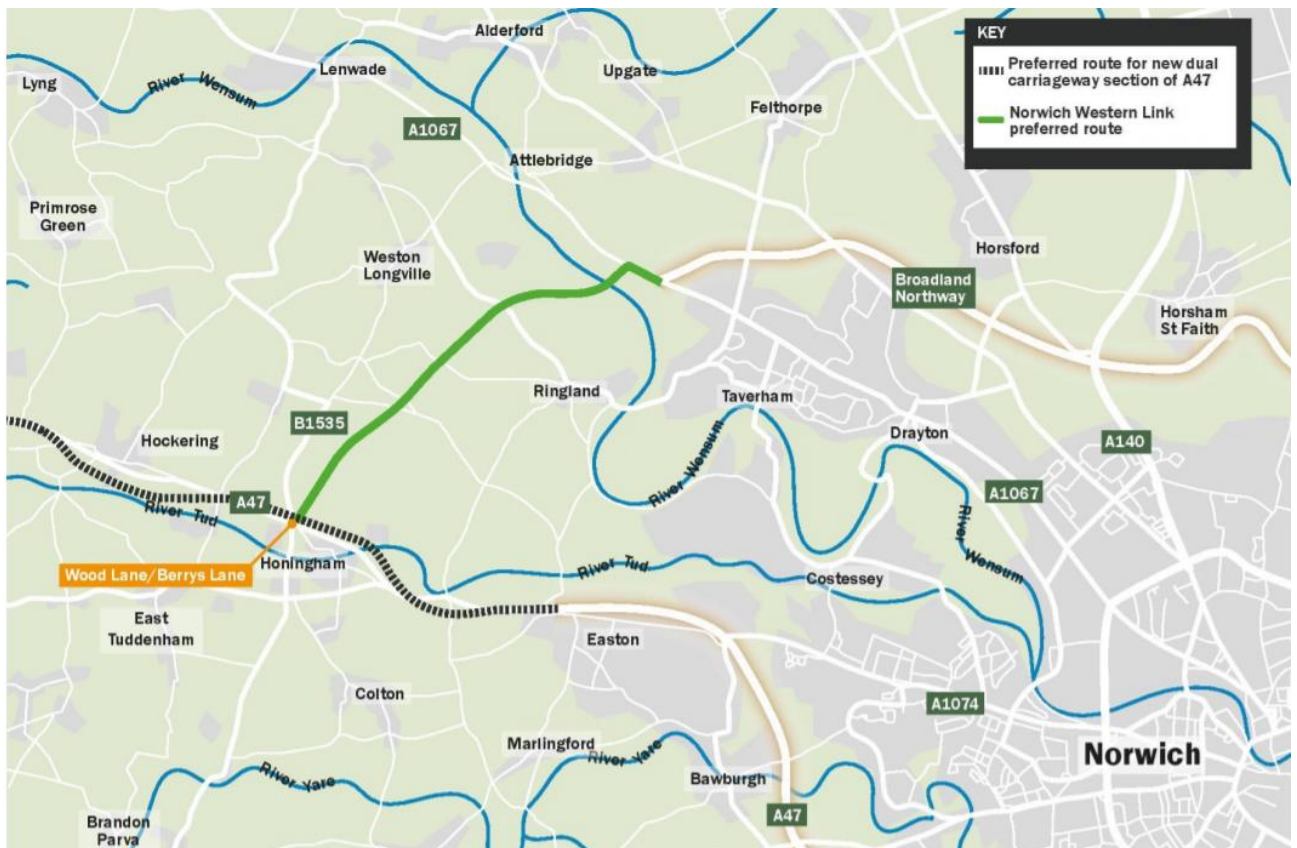 KEY
Preferred route for new dual
carriageway section of A47
Norwich Western Link
preferred route
Alderford
Upgate
Lenwade
Lyng
River Wensum
Felthorpe
A1067
Attlebridge
Primrose
Green
Weston
Longville
Horsford
Broadland
Northway
Horsham
St Faith
Ringland
Taverham
B1535
Drayton
Hockering
A140
River Wensum
A47
A1067
River Tud
River Wensum
Honingham
Wood Lane/Berrys Lane
River Tud
Costessey
East
Tuddenham
Easton
Colton
A1074
Marlingford
River Yare
Norwich
River Yare
Bawburgh
A47
Brandon
Parva